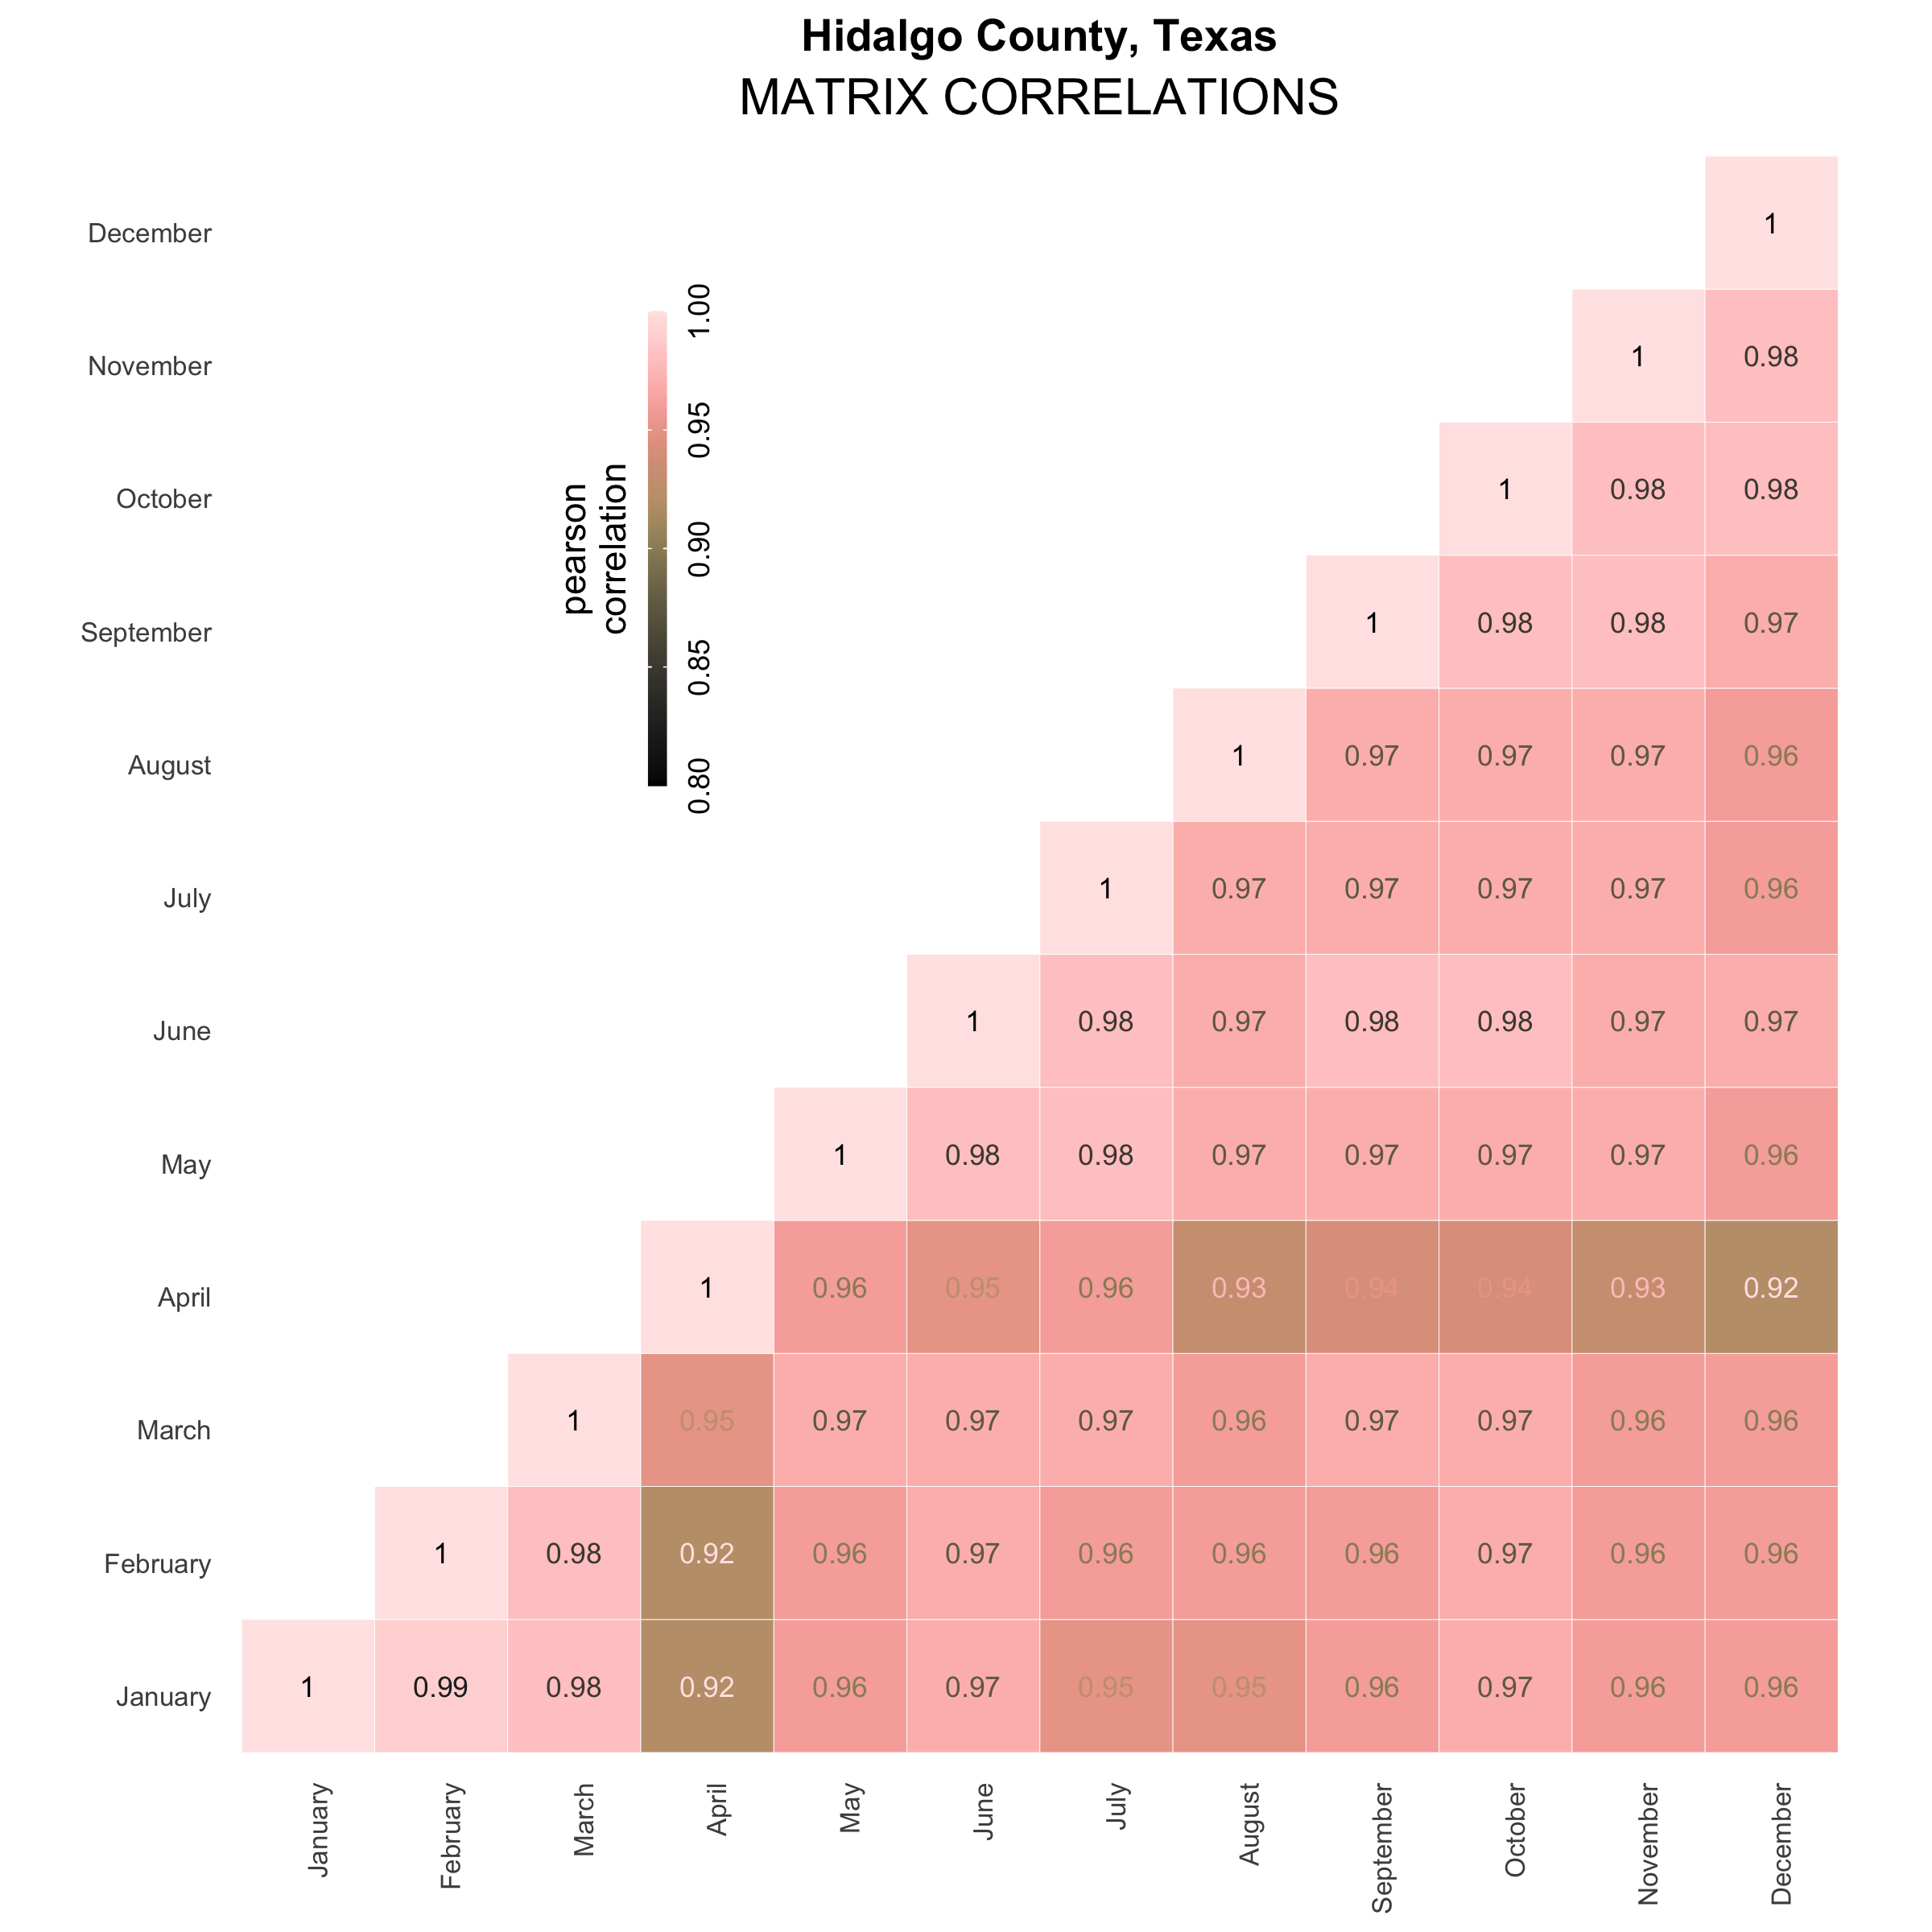 Hidalgo County, Texas
MATRIX CORRELATIONS
pearson
correlation
1.00
0.95
0.90
0.85
0.80
December 1
November 1 0.98
October 1 0.98 0.98
September 1 0.98 0.98 0.97
August 1 0.97 0.97 0.97 0.96
July 1 0.97 0.97 0.97 0.97 0.96
June 1 0.98 0.97 0.98 0.98 0.97 0.97
May 1 0.98 0.98 0.97 0.97 0.97 0.97 0.96
April 1 0.96 0.95 0.96 0.93 0.94 0.94 0.93 0.92
March 1 0.95 0.97 0.97 0.97 0.96 0.97 0.97 0.96 0.96
February 1 0.98 0.92 0.96 0.97 0.96 0.96 0.96 0.97 0.96 0.96
January 1 0.99 0.98 0.92 0.96 0.97 0.95 0.95 0.96 0.97 0.96 0.96
January February March April May June July August September October November December